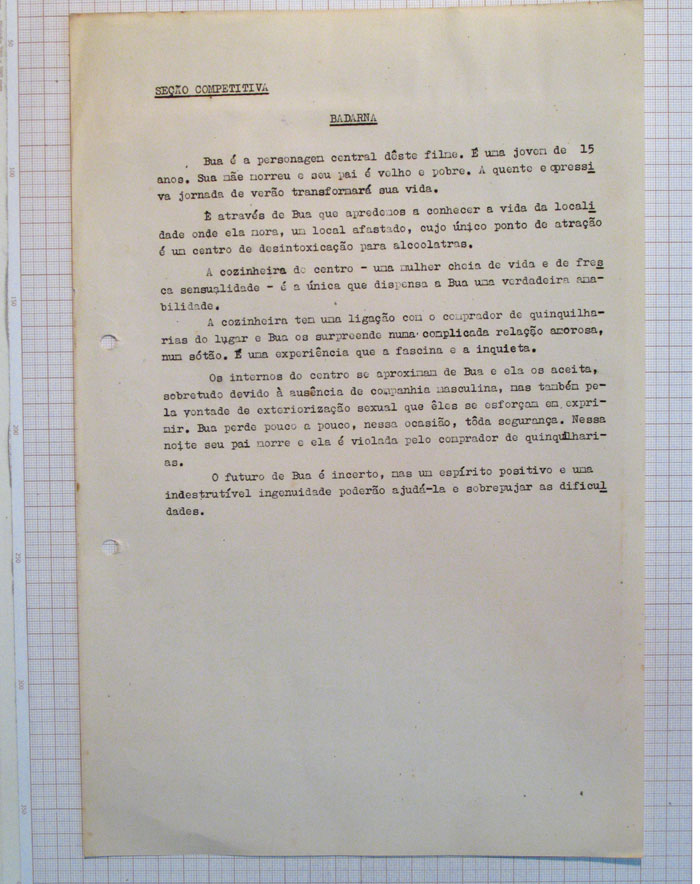 SEÇÃO COMPETITIVA
BADARNA
Bua é a personagem central dêste filme. É uma jovem de 15
anos. Sua mãe morreu e seu pai é velho e pobre. A quente e opressi
va jornada de verão transformará sua vida.
É através de Bua que apredemos a conhecer a vida da locali
dade onde ela mora, um local afastado, cujo único ponto de atração
é um centro de desintoxicação para alcoolatras.
A cozinheira do centro - uma mulher cheia de vida e de fres
ca sensualidade - é a única que dispensa a Bua uma verdadeira ama-
bilidade.
A cozinheira tem uma ligação com o comprador de quinquilha-
rias do lugar e Bua os surpreende numa complicada relação amorosa,
num sótão. É uma experiência que a fascina e a inquieta.
Os internos do centro se aproximam de Bua e ela os aceita,
sobretudo devido à ausência de companhia masculina, mas também pe-
la vontade de exteriorização sexual que êles se esforçam em expri-
mir. Bua perde pouco a pouco, nessa ocasião, tôda segurança. Nessa
noite seu pai morre e ela é violada pelo comprador de quinquilhari-
as.
O futuro de Bua é incerto, mas um espírito positivo e uma
indestrutível ingenuidade poderão ajudá-la e sobrepujar as dificul
dades.